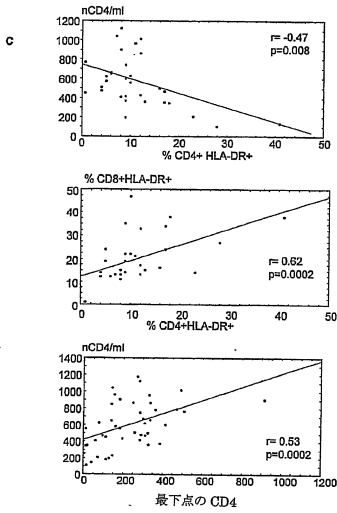 C
nCD4/ml
1200
1000
800
600
400
200
0
r= -0.47
p=0.008
0 10 20 30 40 50
% CD4+ HLA-DR+
% CD8+HLA-DR+
50
40
30
20
10
0
r= 0.62
p=0.0002
0 10 20 30 40 50
% CD4+HLA-DR+
nCD4/ml
1400
1200
1000
800
600
400
200
0
r= 0.53
p=0.0002
0 200 400 600 800 1000 1200
最下点の CD4